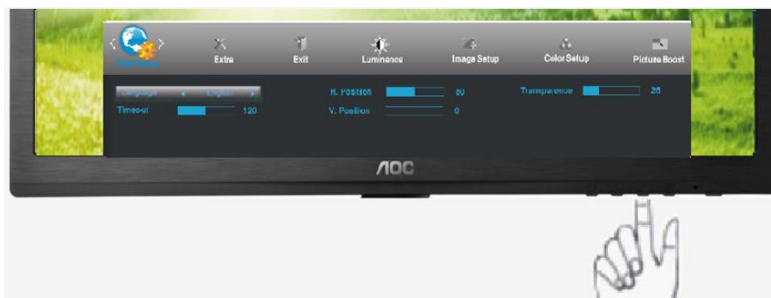 Extra
Exit
Luminance
Image Setup
Color Setup
Picture Boost
Language English
H. Position 50
Transparence 25
Timeout 120
V. Position 0
AOC